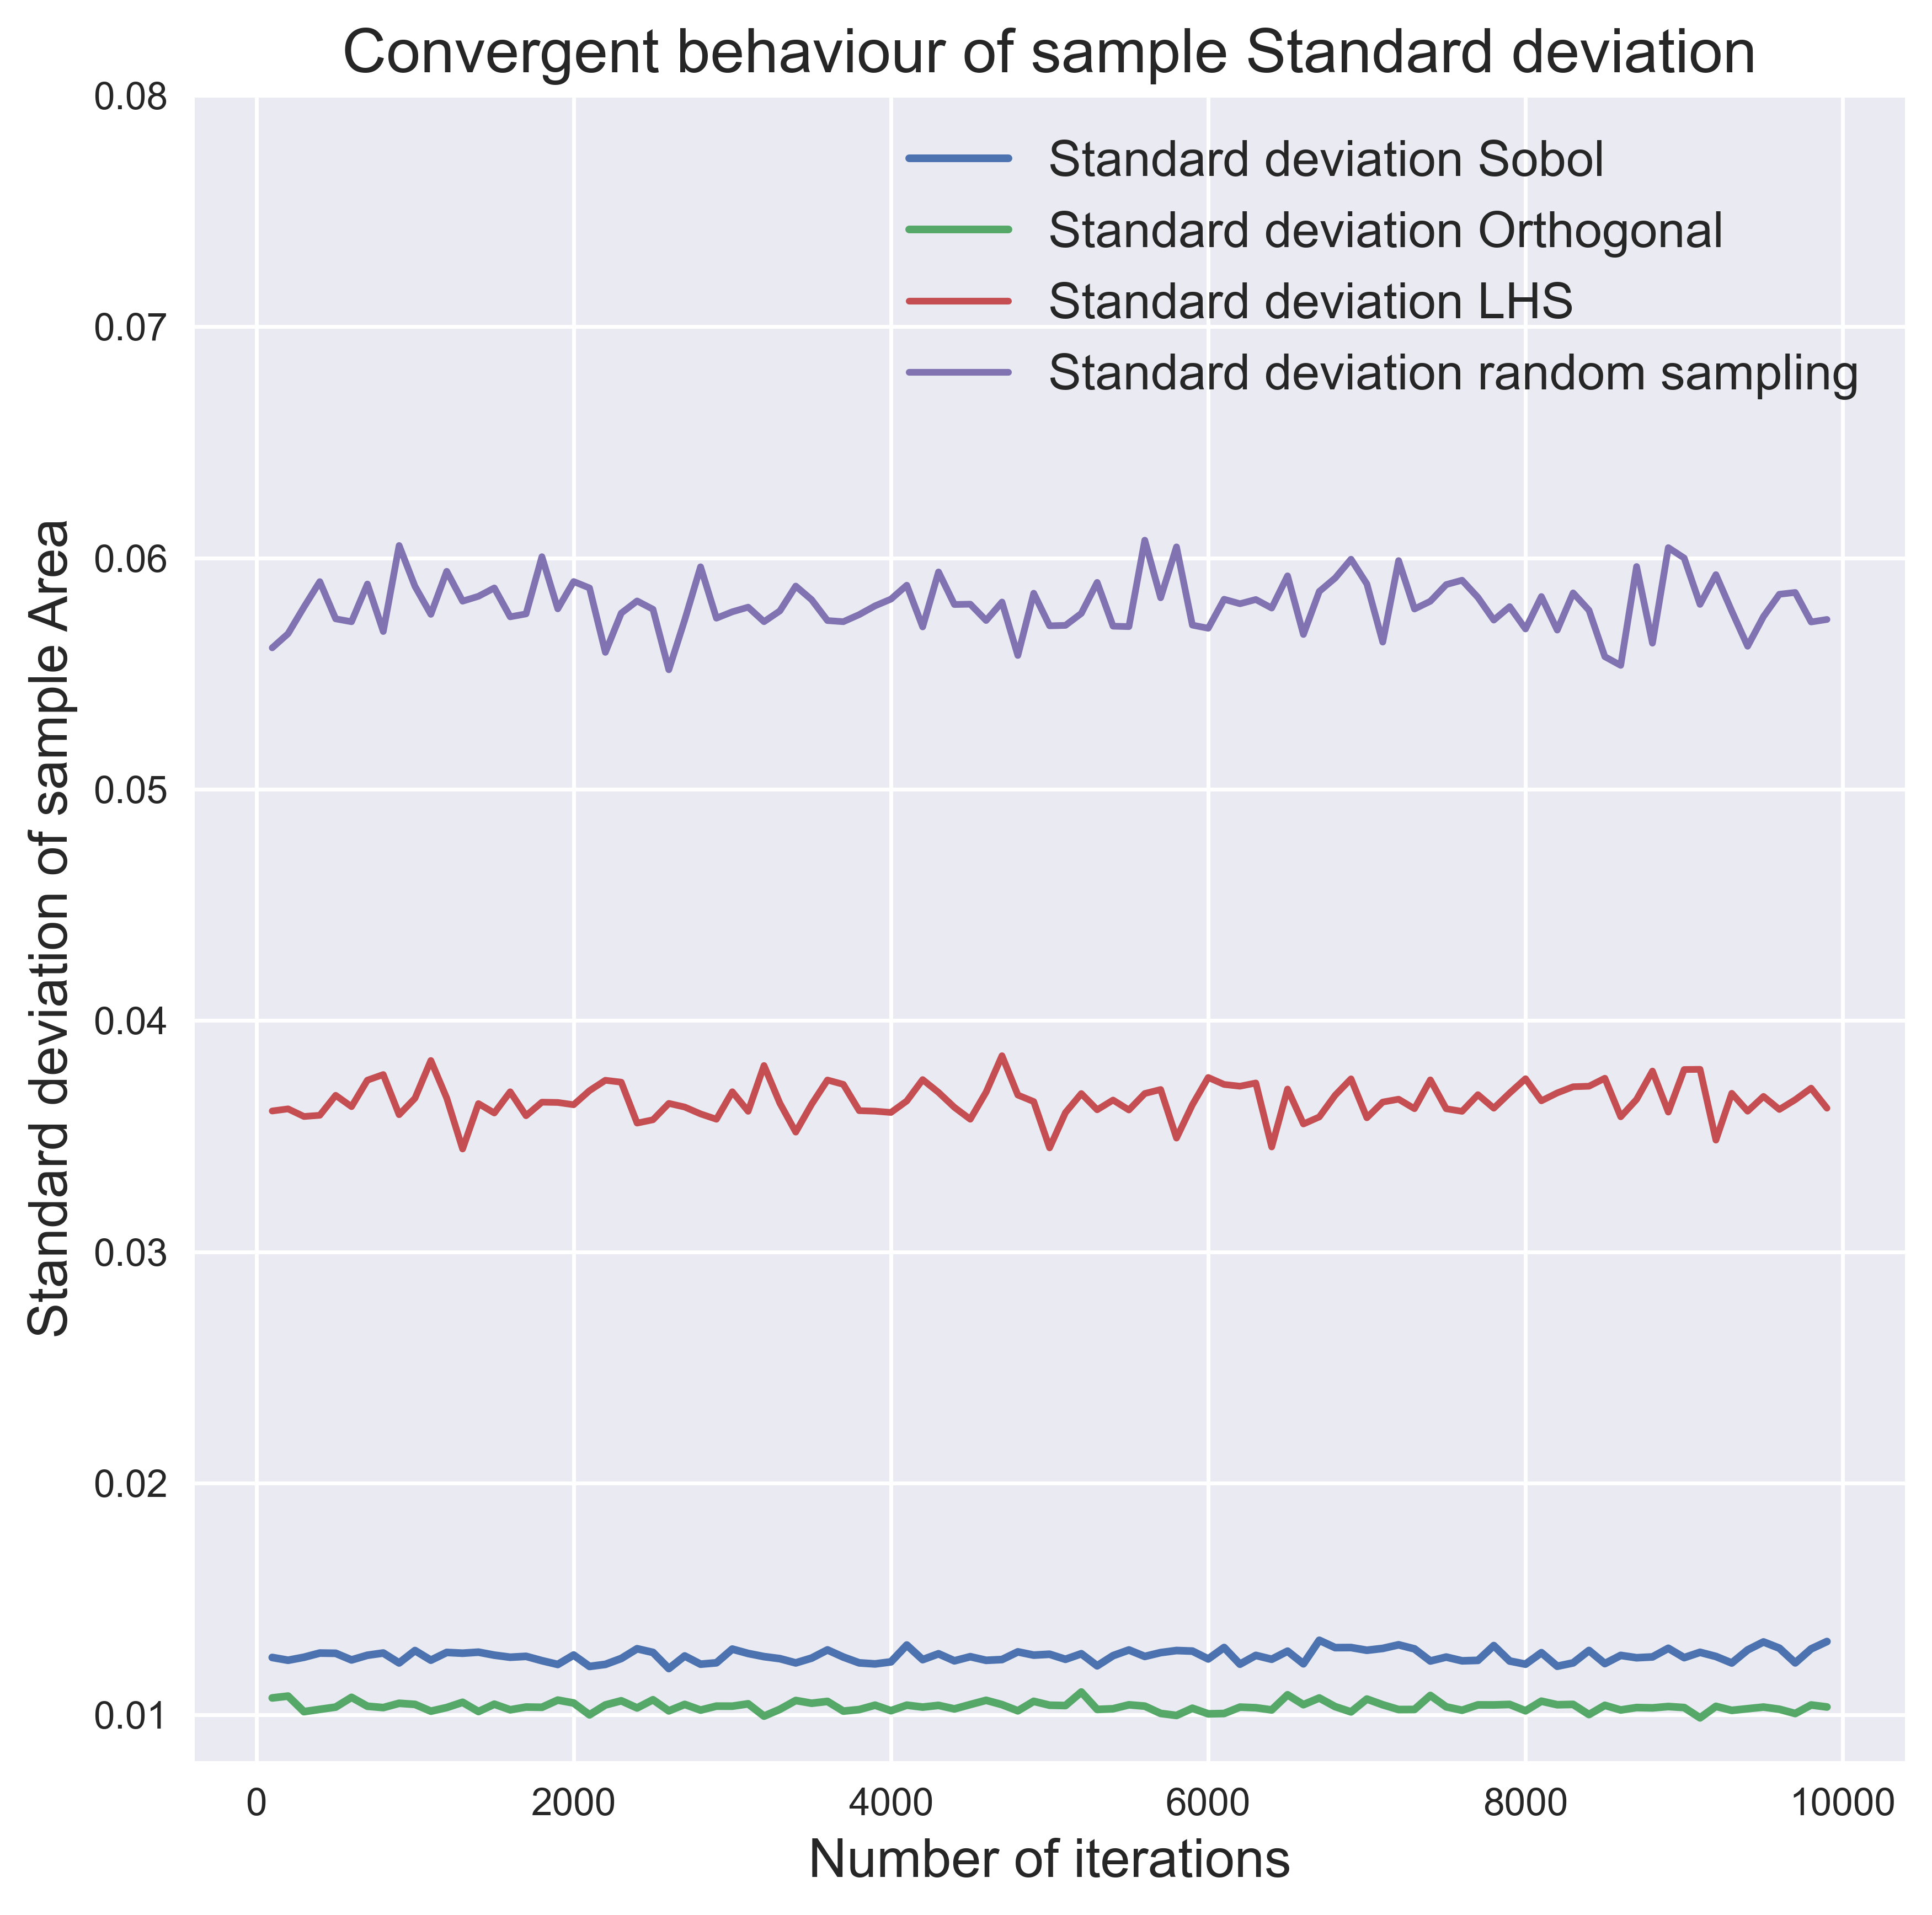 Convergent behaviour of sample Standard deviation
0.08
0.07
0.06
0.05
0.04
0.03
0.02
0.01
Standard deviation of sample Area
Standard deviation Sobol
Standard deviation Orthogonal
Standard deviation LHS
Standard deviation random sampling
0 2000 4000 6000 8000 10000
Number of iterations